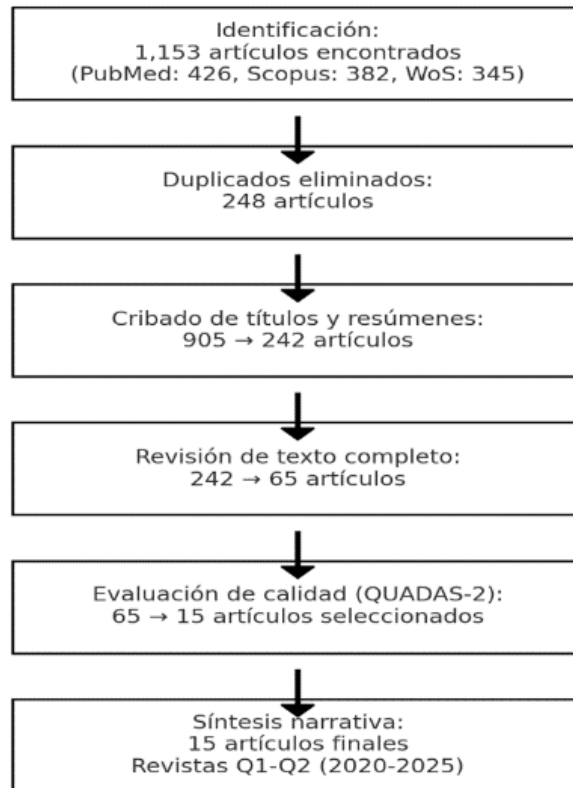 Identificación:
1,153 artículos encontrados
(PubMed: 426, Scopus: 382, WoS: 345)
Duplicados eliminados:
248 artículos
Cribado de títulos y resúmenes:
905 → 242 artículos
Revisión de texto completo:
242 → 65 artículos
Evaluación de calidad (QUADAS-2):
65 → 15 artículos seleccionados
Síntesis narrativa:
15 artículos finales
Revistas Q1-Q2 (2020-2025)